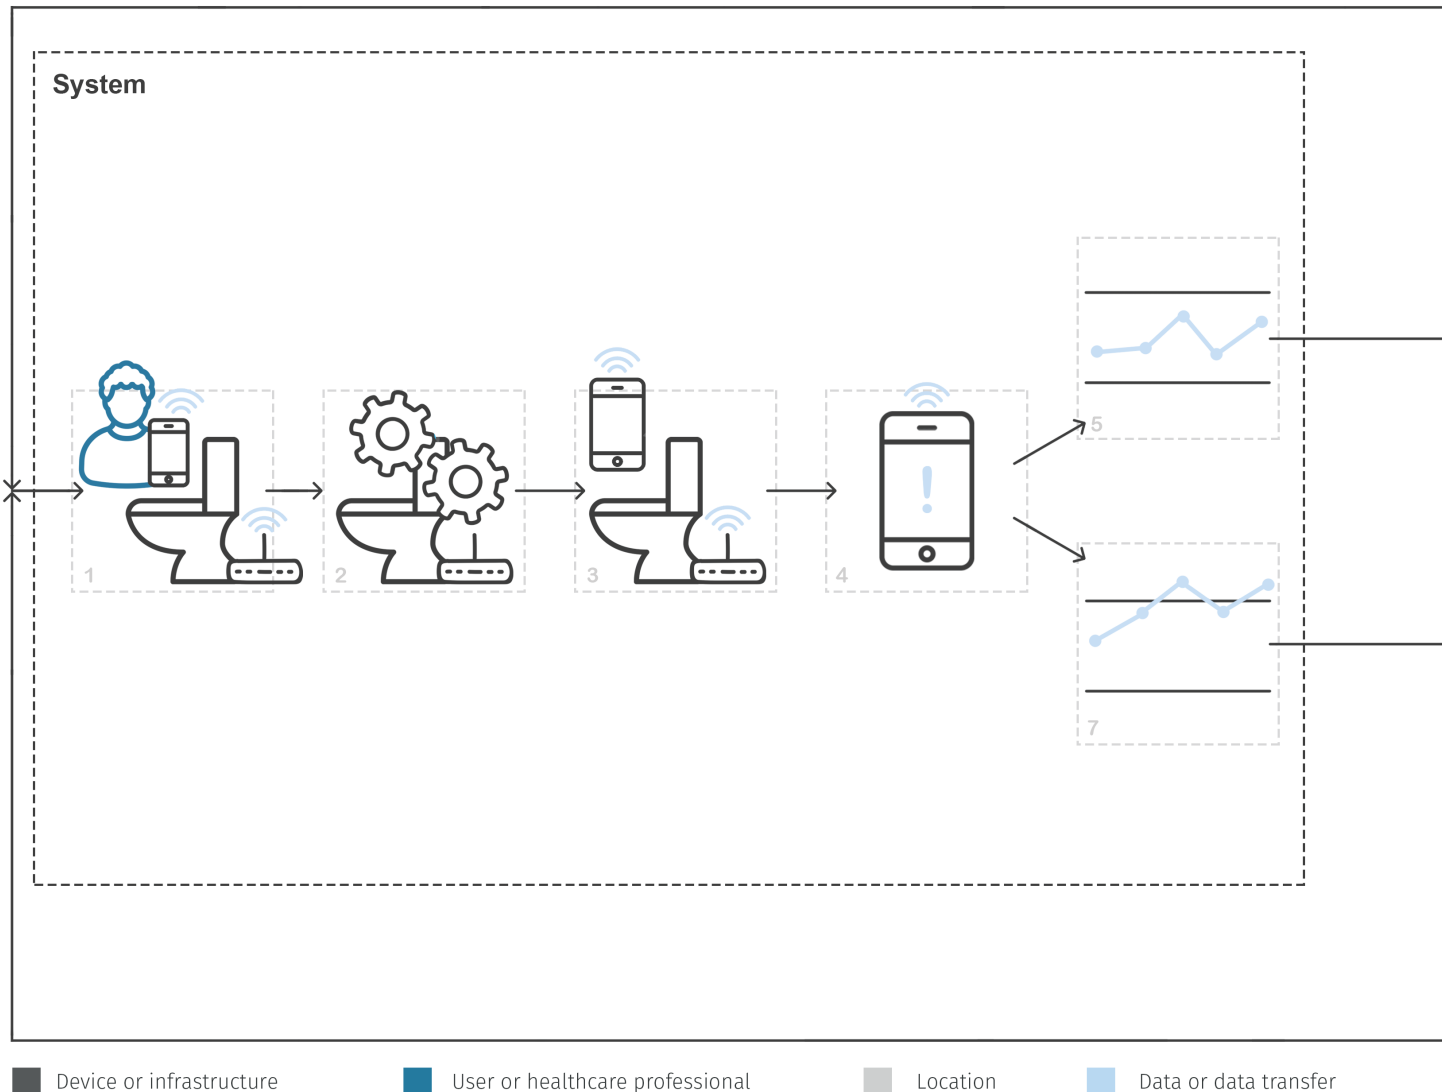 System
1
2
3
4
5
7
Device or infrastructure
User or healthcare professional
Location
Data or data transfer